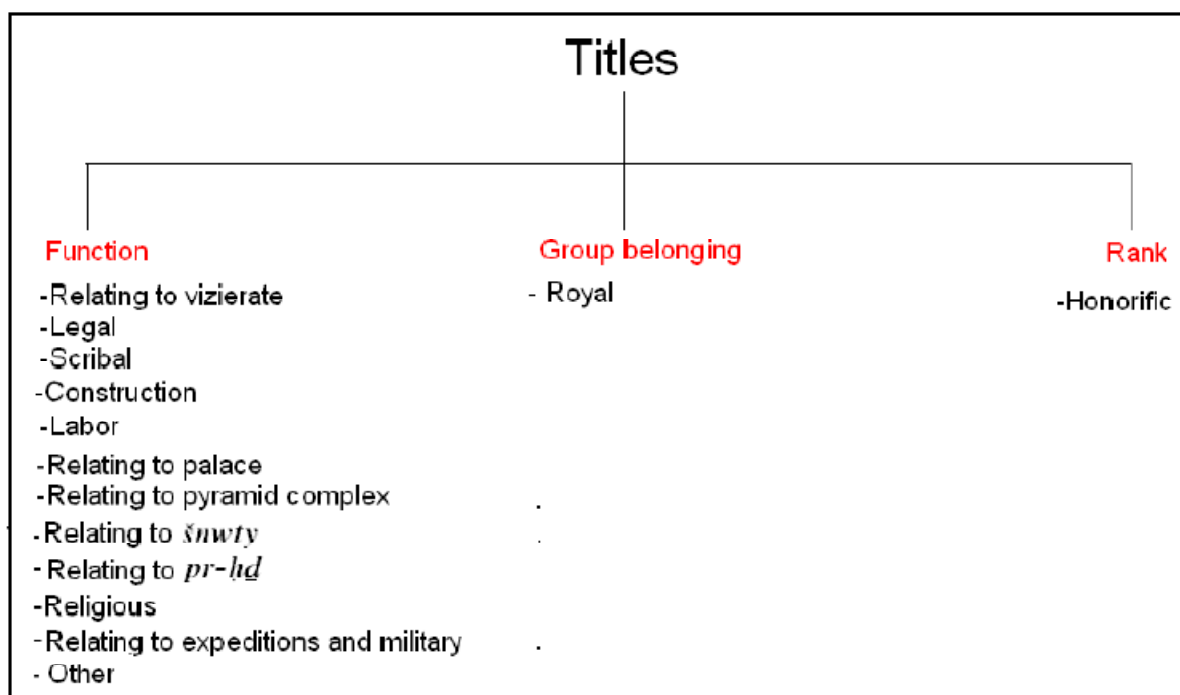 Titles
Function
Group belonging
Rank
-Relating to vizierate
- Royal
-Honorific
-Legal
-Scribal
-Construction
-Labor
-Relating to palace
-Relating to pyramid complex
-Relating to šnwty
-Relating to pr-ḥḏ
-Religious
-Relating to expeditions and military
- Other